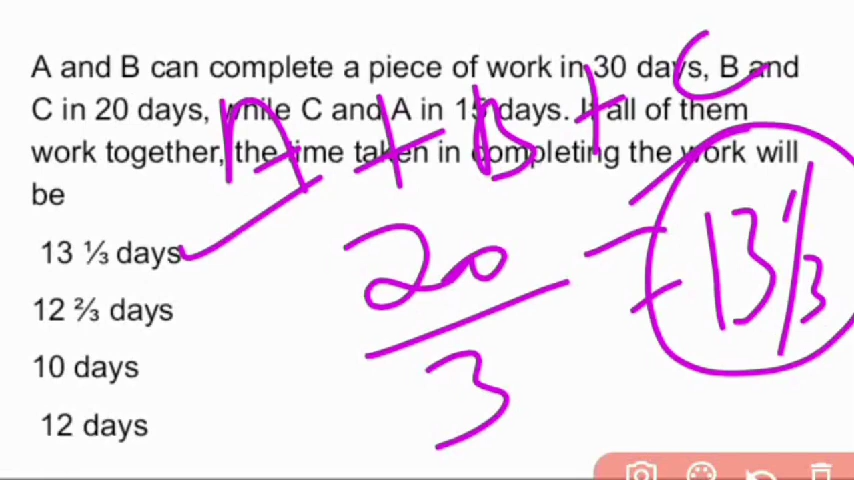 A and B can complete a piece of work in 30 days, B and
C in 20 days, while C and A in 15 days. If all of them
work together, the time taken in completing the work will
be
A + B + C
13 ⅓ days
12 ⅔ days
10 days
12 days
20/3 = 13 1/3